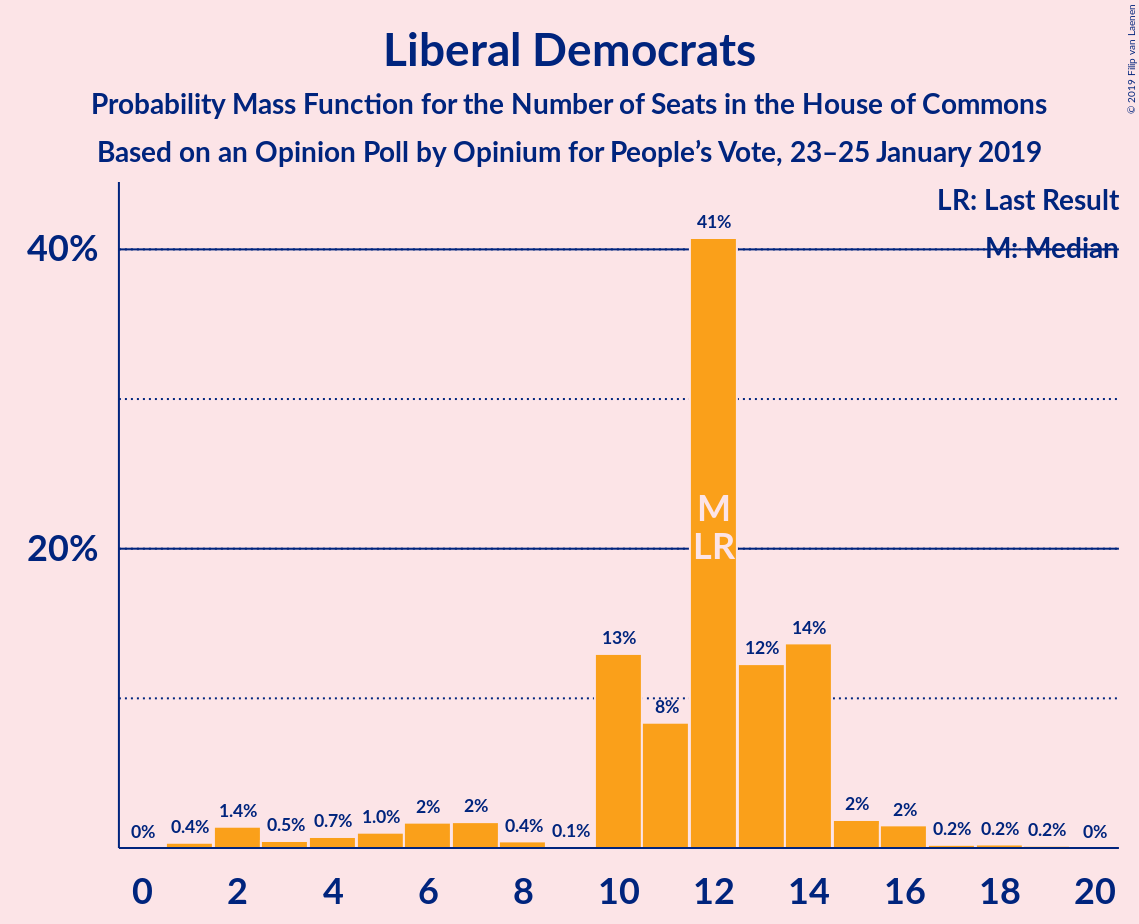 Liberal Democrats
Probability Mass Function for the Number of Seats in the House of Commons
Based on an Opinion Poll by Opinium for People’s Vote, 23–25 January 2019
© 2019 Filip van Laenen
LR: Last Result
M: Median
40%
20%
0%
0.4%
1.4%
0.5%
0.7%
1.0%
2%
2%
0.4%
0.1%
13%
8%
41%
M
LR
12%
14%
2%
2%
0.2%
0.2%
0.2%
0%
0 2 4 6 8 10 12 14 16 18 20